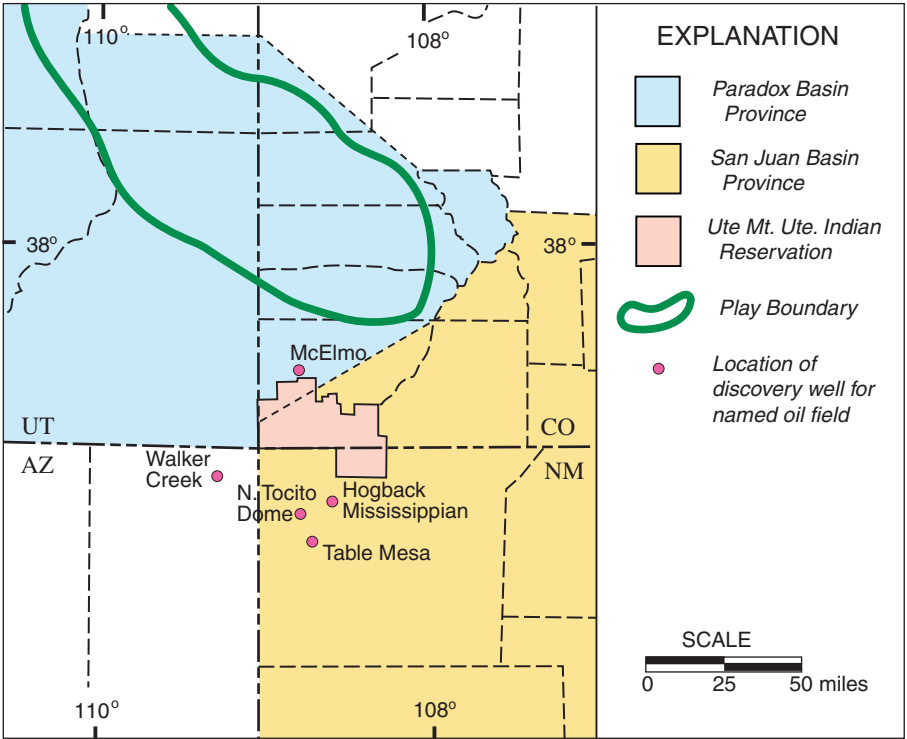 110°
108°
38°
38°
McElmo
UT
CO
AZ
NM
Walker
Creek
N. Tocito
Dome
Hogback
Mississippian
Table Mesa
110°
108°
EXPLANATION
Paradox Basin
Province
San Juan Basin
Province
Ute Mt. Ute. Indian
Reservation
Play Boundary
Location of
discovery well for
named oil field
SCALE
0 25 50 miles